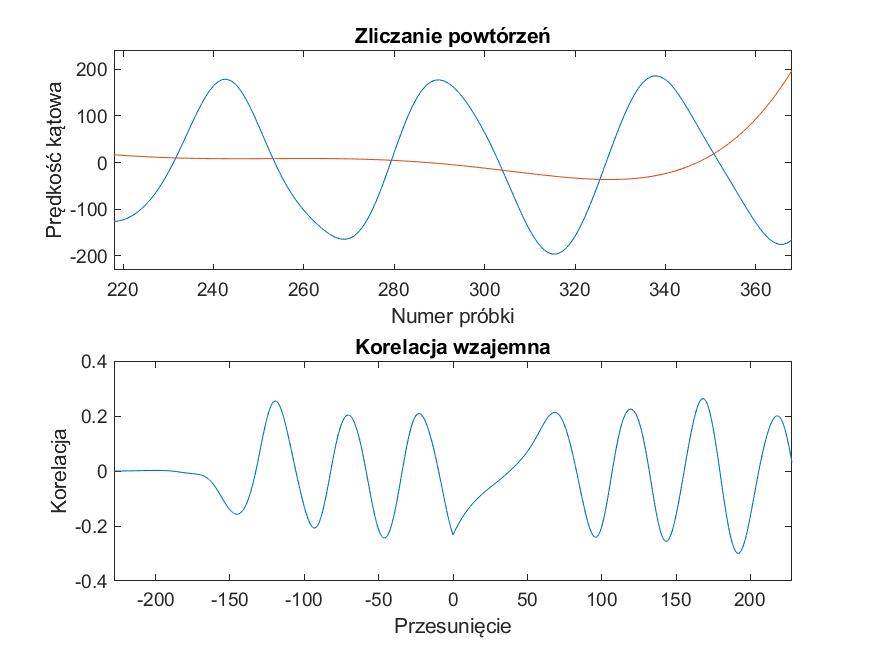 Zliczanie powtórzeń
200
100
0
-100
-200
Prędkość kątowa
220 240 260 280 300 320 340 360
Numer próbki
Korelacja wzajemna
0.4
0.2
0
-0.2
-0.4
Korelacja
-200 -150 -100 -50 0 50 100 150 200
Przesunięcie